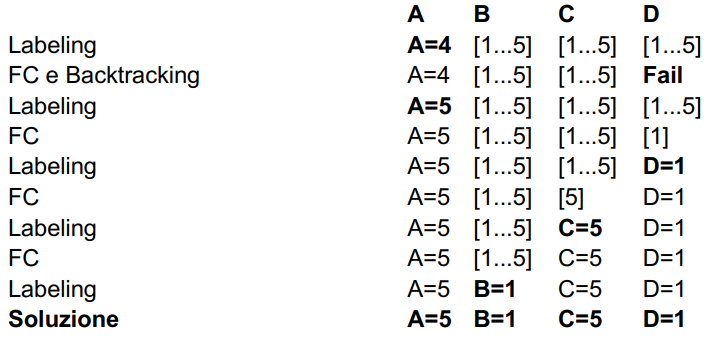 A B C D
Labeling A=4 [1...5] [1...5] [1...5]
FC e Backtracking A=4 [1...5] [1...5] Fail
Labeling A=5 [1...5] [1...5] [1...5]
FC A=5 [1...5] [1...5] [1]
Labeling A=5 [1...5] [1...5] D=1
FC A=5 [1...5] [5] D=1
Labeling A=5 [1...5] C=5 D=1
FC A=5 [1...5] C=5 D=1
Labeling A=5 B=1 C=5 D=1
Soluzione A=5 B=1 C=5 D=1